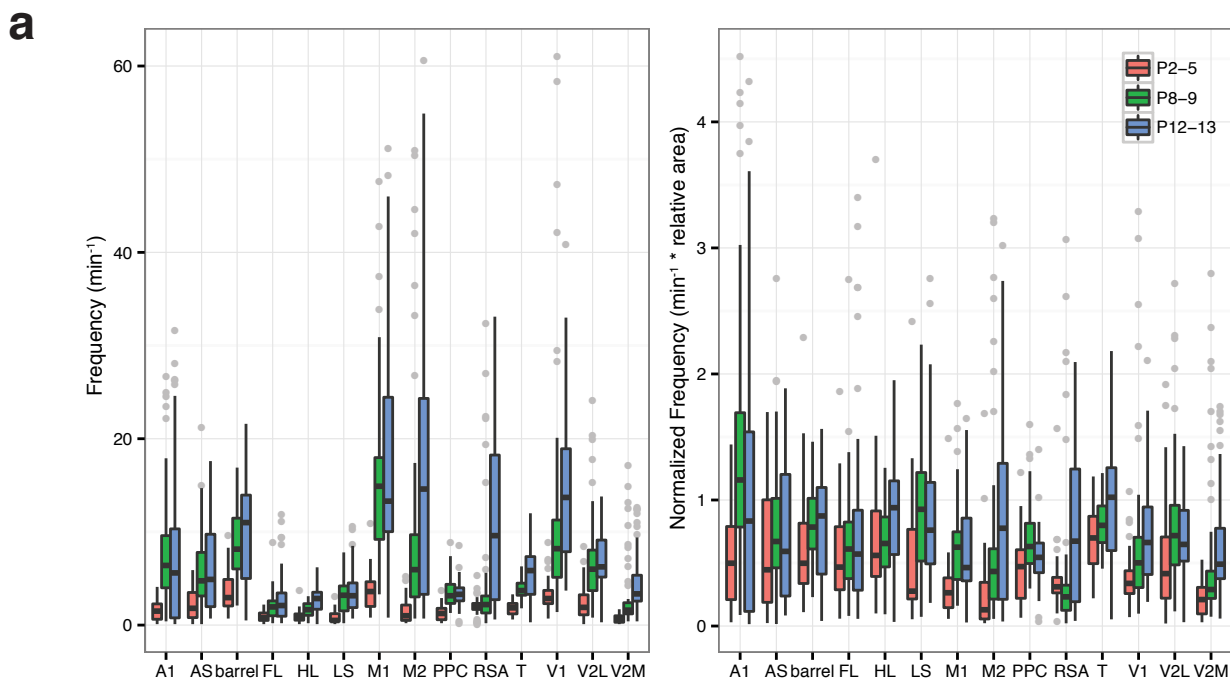 a
Frequency (min⁻¹)
60
40
20
0
A1 AS barrel FL HL LS M1 M2 PPC RSA T V1 V2L V2M
Normalized Frequency (min⁻¹ * relative area)
4
3
2
1
0
A1 AS barrel FL HL LS M1 M2 PPC RSA T V1 V2L V2M
P2−5
P8−9
P12−13